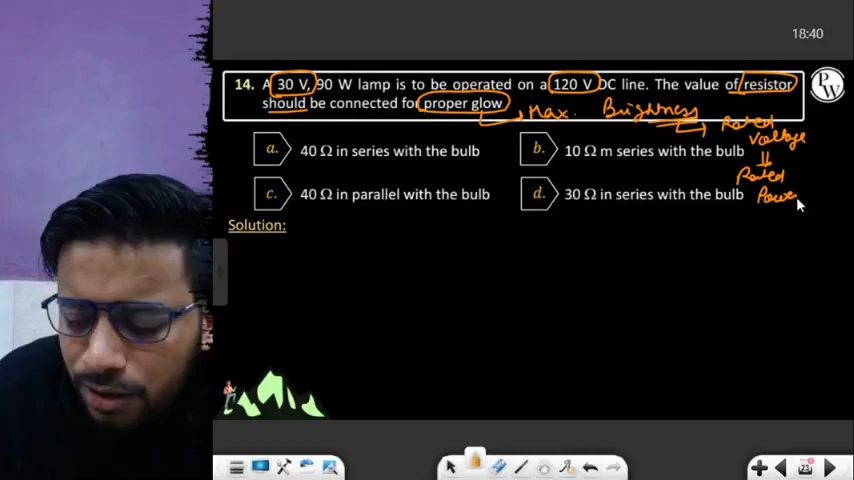 18:40
14. A 30 V, 90 W lamp is to be operated on a 120 V DC line. The value of resistor
should be connected for proper glow
Max. Brightness
Rated
Voltage
Rated
Powe
PW
a. 40 Ω in series with the bulb
b. 10 Ω m series with the bulb
c. 40 Ω in parallel with the bulb
d. 30 Ω in series with the bulb
Solution:
23